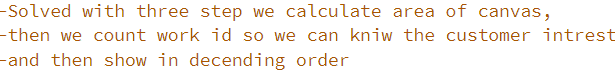 -Solved with three step we calculate area of canvas,
-then we count work id so we can kniw the customer intrest
-and then show in decending order